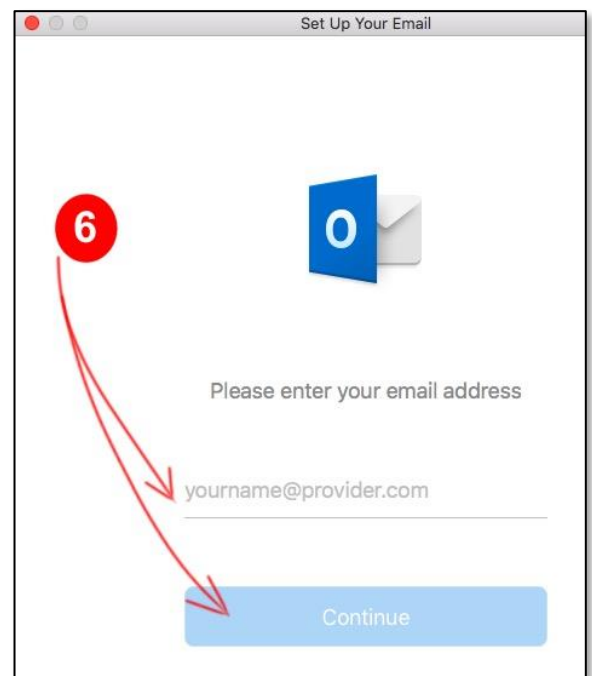 Set Up Your Email
6
O
Please enter your email address
yourname@provider.com
Continue